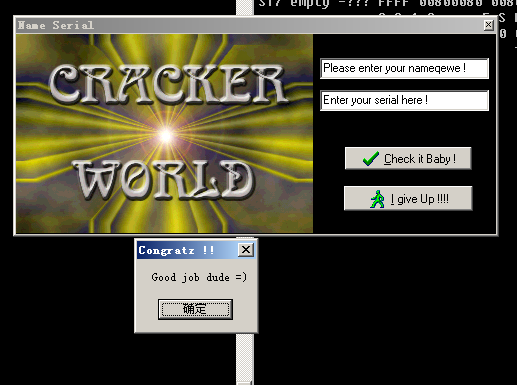 ST7 empty -??? FFFF 00800080 008
Name Serial
CRACKER
WORLD
Please enter your nameqewe !
Enter your serial here !
Check it Baby !
I give Up !!!!
Congratz !!
Good job dude =)
确定